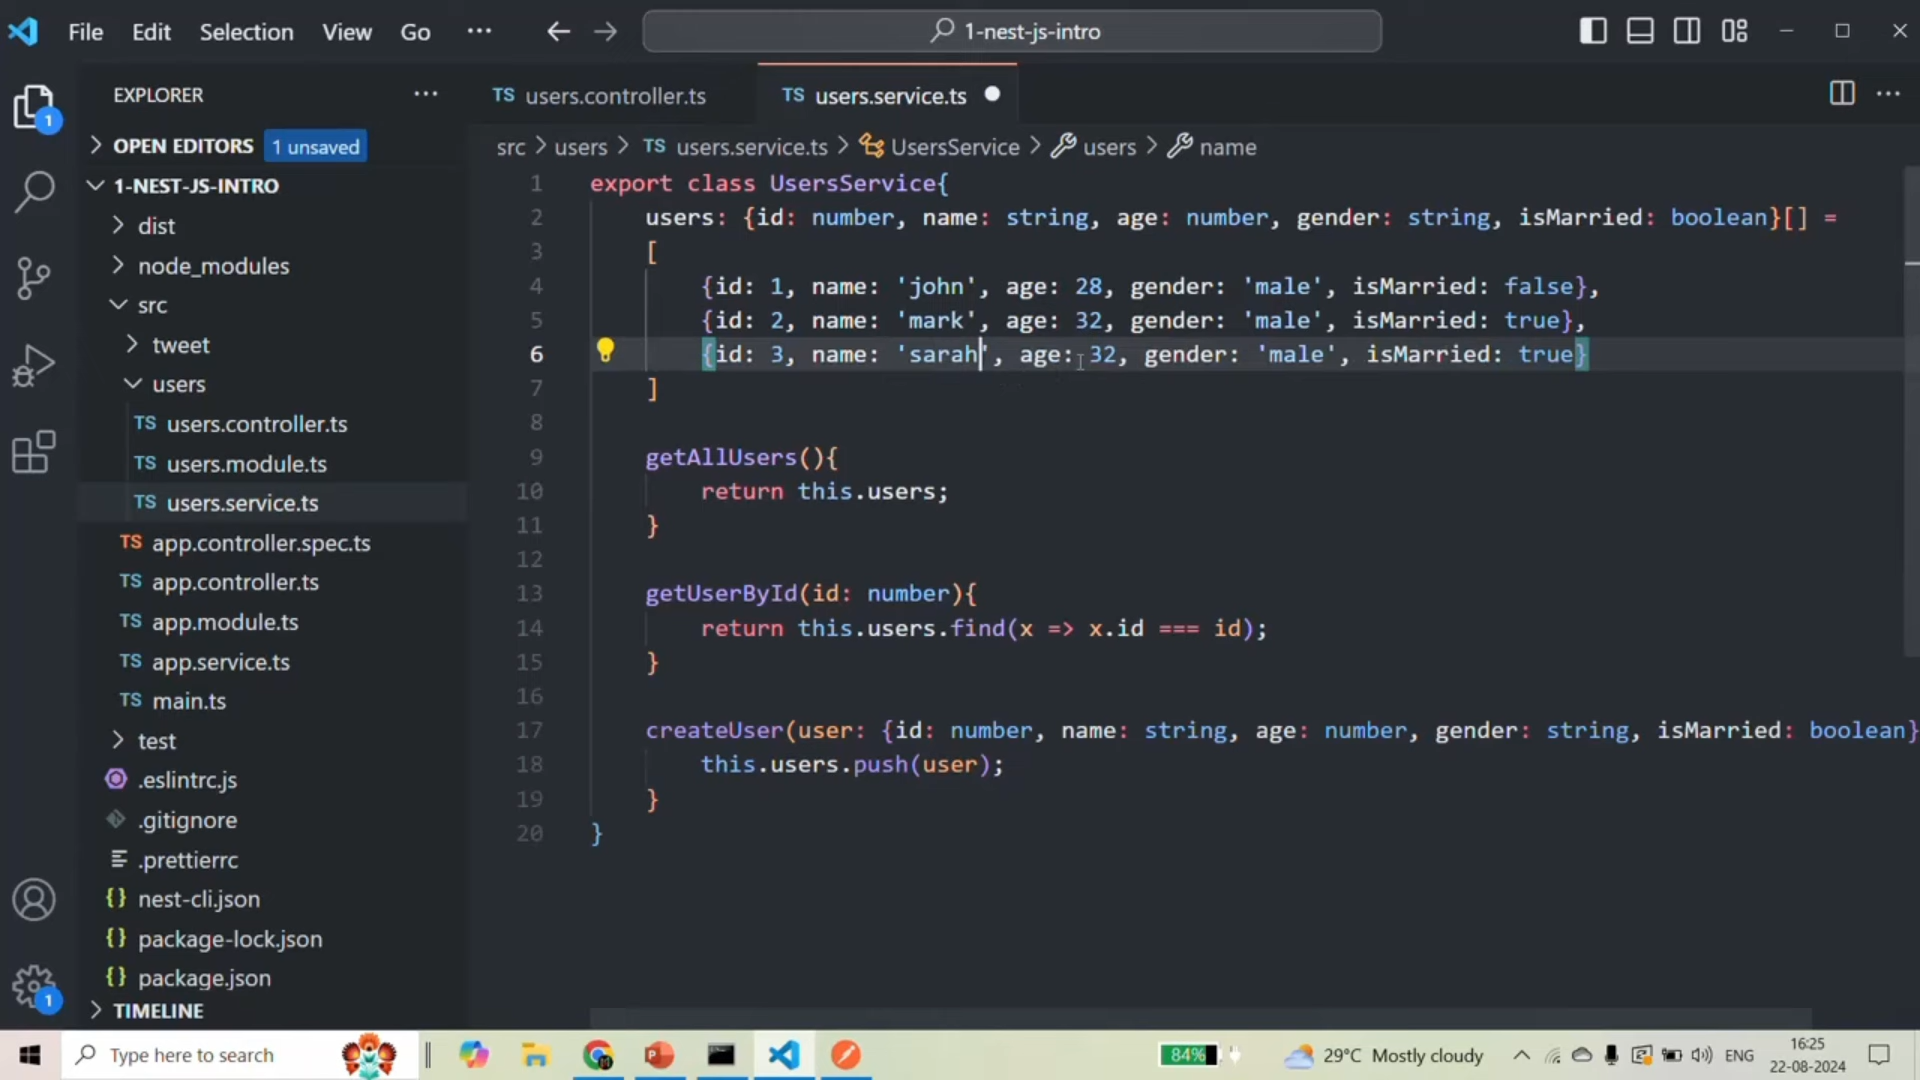 File Edit Selection View Go ··· 1-nest-js-intro
EXPLORER ···
OPEN EDITORS 1 unsaved
1-NEST-JS-INTRO
dist
node_modules
src
tweet
users
TS users.controller.ts
TS users.module.ts
TS users.service.ts
TS app.controller.spec.ts
TS app.controller.ts
TS app.module.ts
TS app.service.ts
TS main.ts
test
.eslintrc.js
.gitignore
.prettierrc
{} nest-cli.json
{} package-lock.json
{} package.json
TIMELINE
1
1
TS users.controller.ts TS users.service.ts
src > users > TS users.service.ts > UsersService > users > name
1 export class UsersService{
2 users: {id: number, name: string, age: number, gender: string, isMarried: boolean}[] =
3 [
4 {id: 1, name: 'john', age: 28, gender: 'male', isMarried: false},
5 {id: 2, name: 'mark', age: 32, gender: 'male', isMarried: true},
6 {id: 3, name: 'sarah', age: 32, gender: 'male', isMarried: true}
7 ]
8
9 getAllUsers(){
10 return this.users;
11 }
12
13 getUserById(id: number){
14 return this.users.find(x => x.id === id);
15 }
16
17 createUser(user: {id: number, name: string, age: number, gender: string, isMarried: boolean}
18 this.users.push(user);
19 }
20 }
Type here to search 84% 29°C Mostly cloudy ENG 16:25
22-08-2024